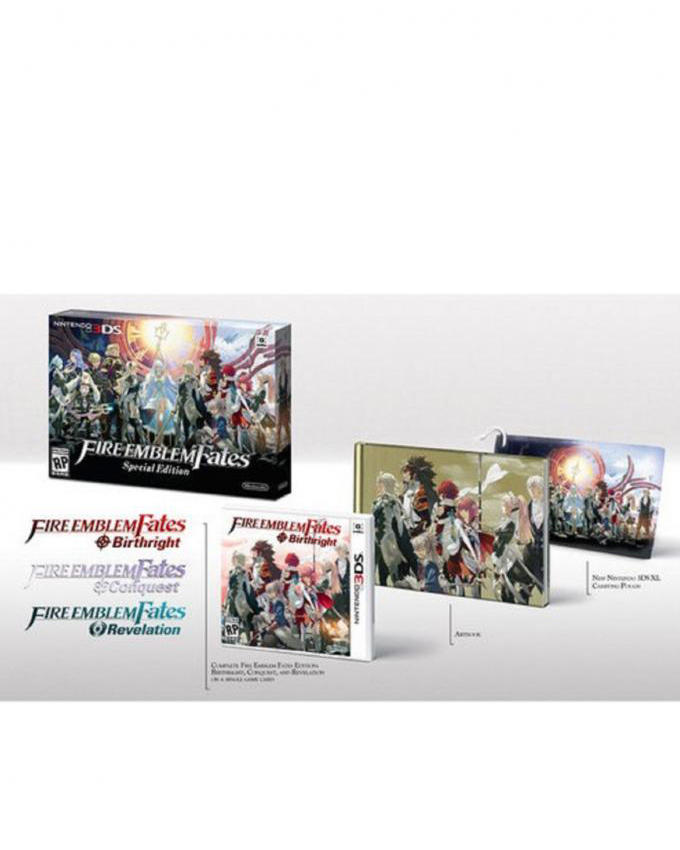 NINTENDO 3DS
FIRE EMBLEM Fates
Special Edition
RP
Nintendo
FIRE EMBLEM Fates
Birthright
FIRE EMBLEM Fates
Conquest
FIRE EMBLEM Fates
Revelation
FIRE EMBLEM Fates
Birthright
NINTENDO 3DS
RP
COMPLETE FIRE EMBLEM FATES EDITION:
BIRTHRIGHT, CONQUEST, AND REVELATION
ON A SINGLE GAME CARD
ARTBOOK
NEW NINTENDO 3DS XL
CARRYING POUCH